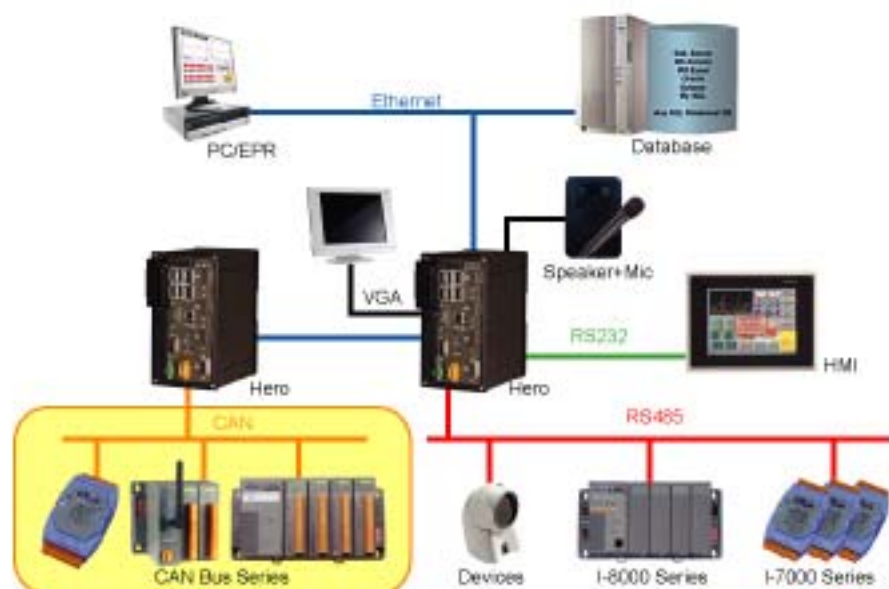 Ethernet
PC/EPR
Database
Speaker+Mic
VGA
RS232
HMI
Hero
Hero
CAN
RS485
CAN Bus Series
Devices
I-8000 Series
I-7000 Series